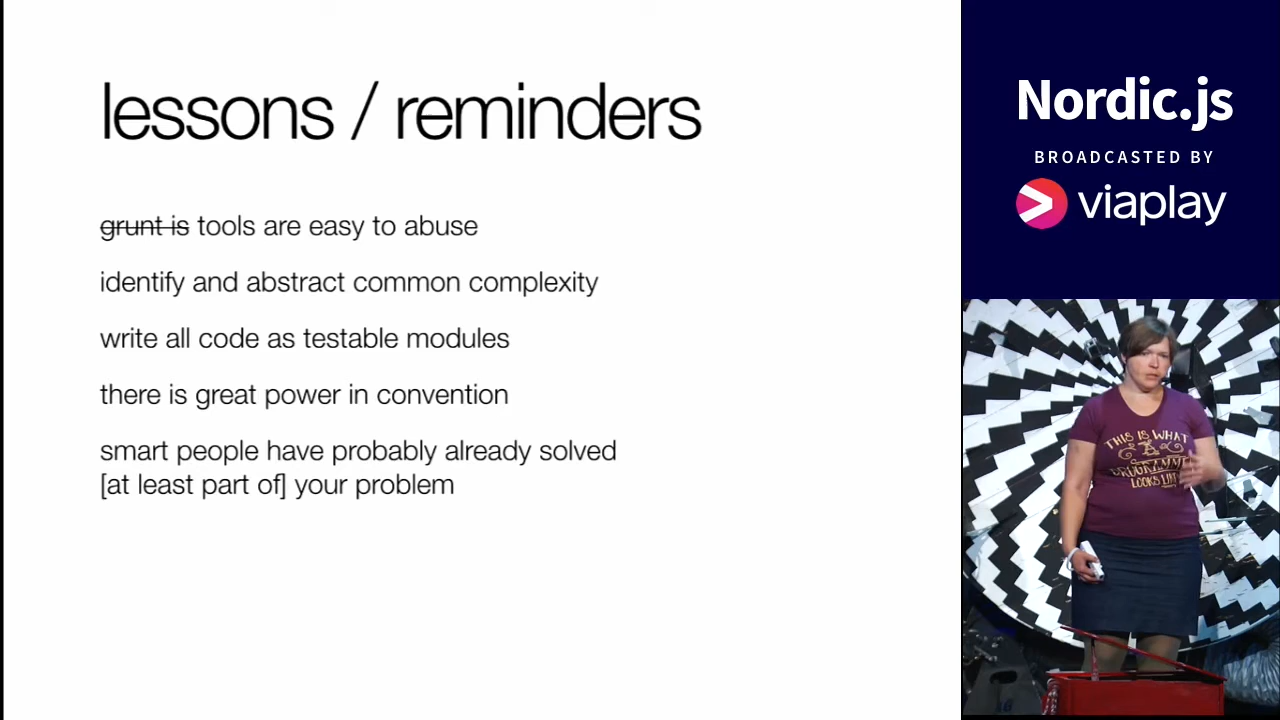 lessons / reminders
grunt is tools are easy to abuse
identify and abstract common complexity
write all code as testable modules
there is great power in convention
smart people have probably already solved
[at least part of] your problem
Nordic.js
BROADCASTED BY
viaplay
THIS IS WHAT
A
PROGRAMMER
LOOKS LIKE